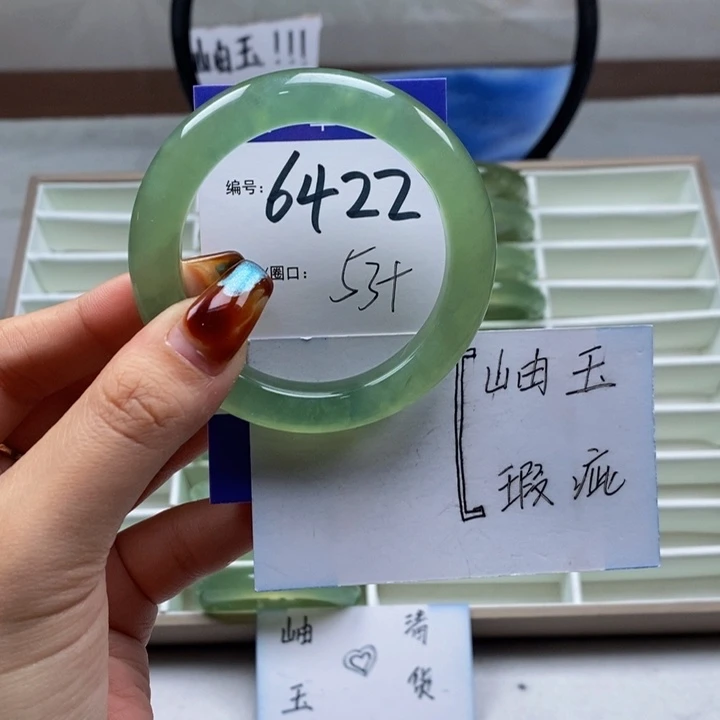 岫玉!!!
编号: 6422
圈口: 53+
岫玉
瑕疵
岫玉 ♡ 清货